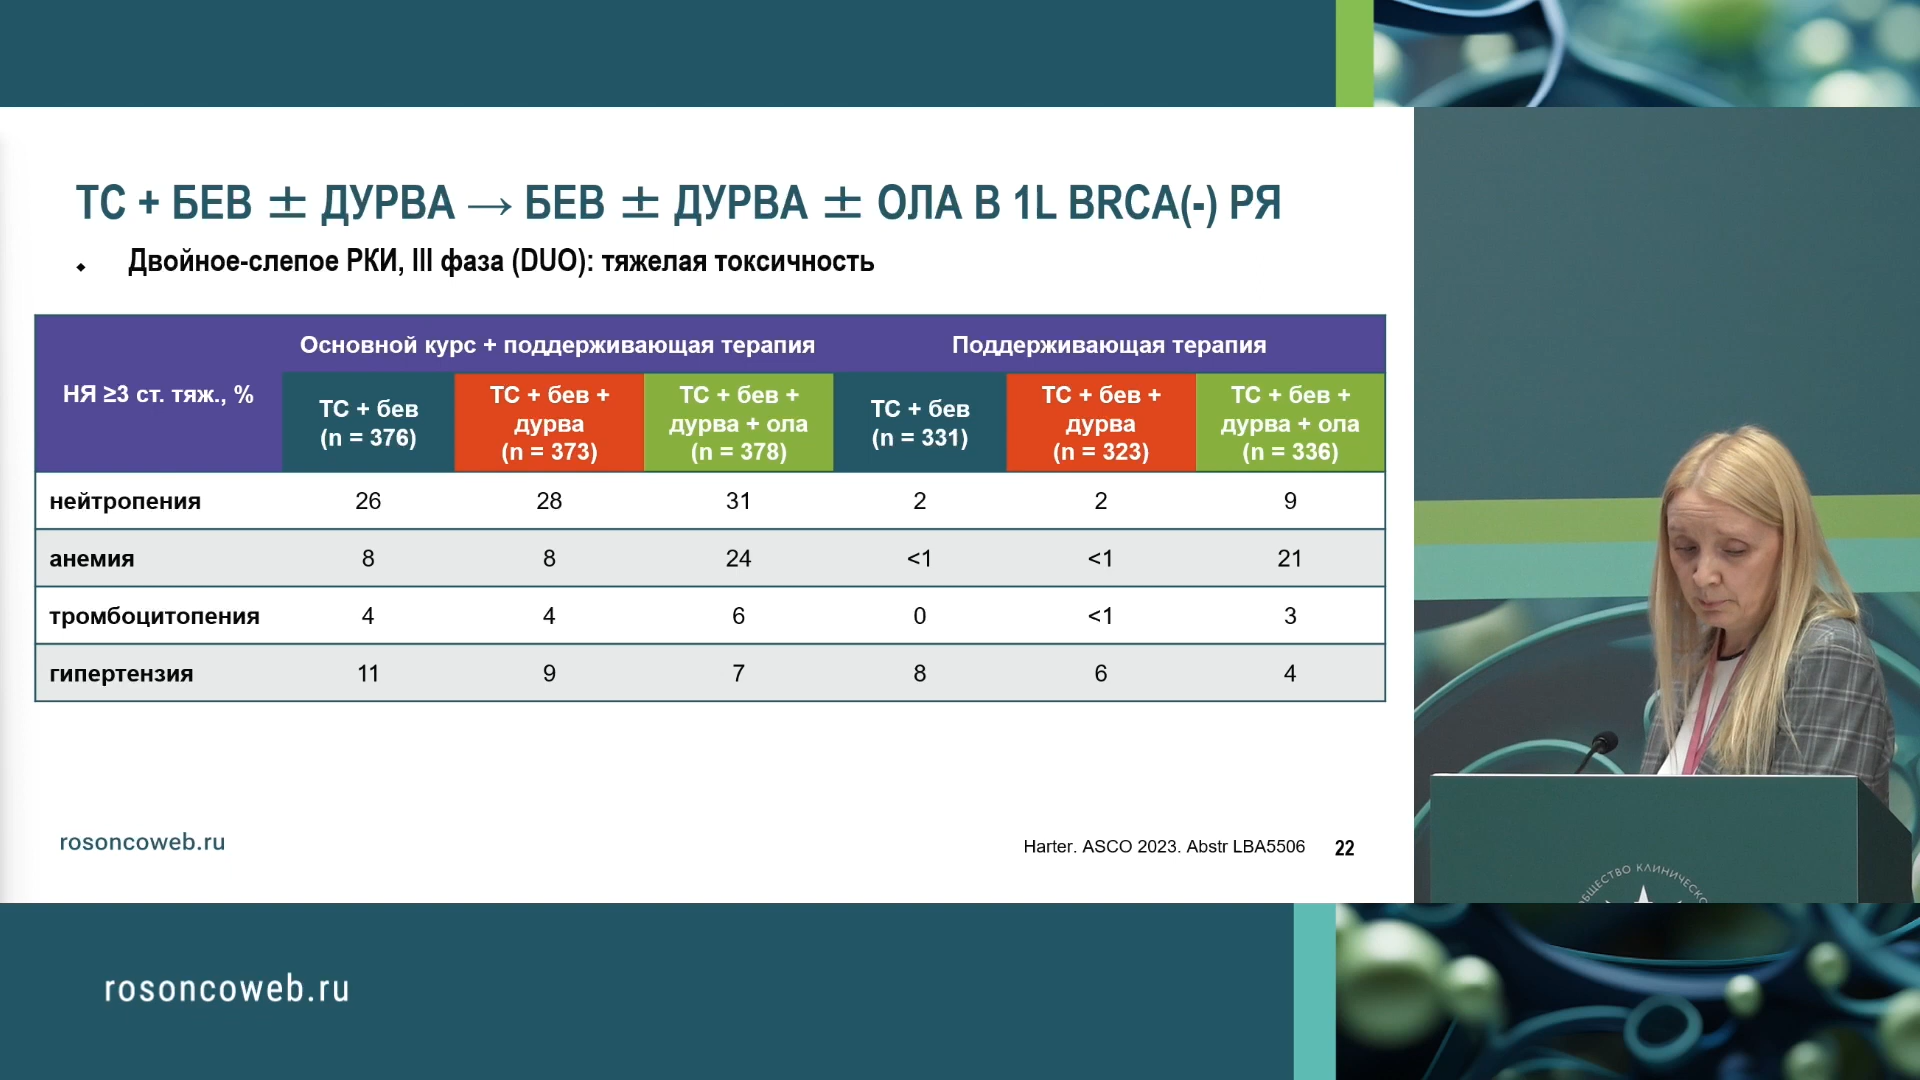 ТС + БЕВ ± ДУРВА → БЕВ ± ДУРВА ± ОЛА В 1L BRCA(-) РЯ
Двойное-слепое РКИ, III фаза (DUO): тяжелая токсичность
НЯ ≥3 ст. тяж., %
Основной курс + поддерживающая терапия
Поддерживающая терапия
ТС + бев
(n = 376)
ТС + бев +
дурва
(n = 373)
ТС + бев +
дурва + ола
(n = 378)
ТС + бев
(n = 331)
ТС + бев +
дурва
(n = 323)
ТС + бев +
дурва + ола
(n = 336)
нейтропения 26 28 31 2 2 9
анемия 8 8 24 <1 <1 21
тромбоцитопения 4 4 6 0 <1 3
гипертензия 11 9 7 8 6 4
rosoncoweb.ru
Harter. ASCO 2023. Abstr LBA5506 22
rosoncoweb.ru